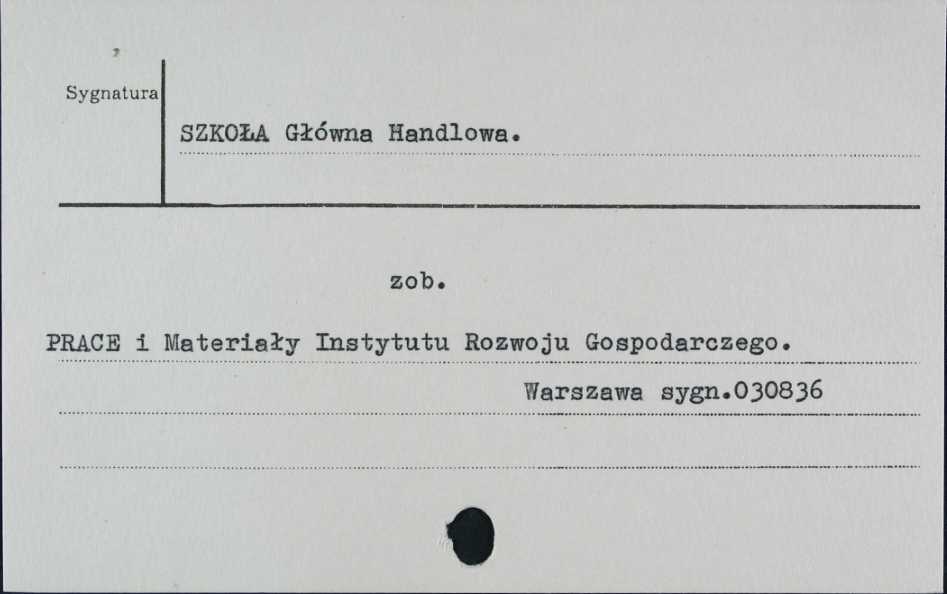 Sygnatura
SZKOŁA Główna Handlowa.
zob.
PRACE i Materiały Instytutu Rozwoju Gospodarczego.
Warszawa sygn.030836